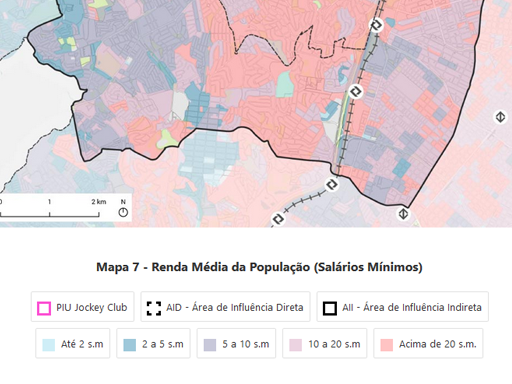 0 1 2 km N
Mapa 7 - Renda Média da População (Salários Mínimos)
PIU Jockey Club AID - Área de Influência Direta AII - Área de Influência Indireta
Até 2 s.m 2 a 5 s.m 5 a 10 s.m 10 a 20 s.m Acima de 20 s.m.